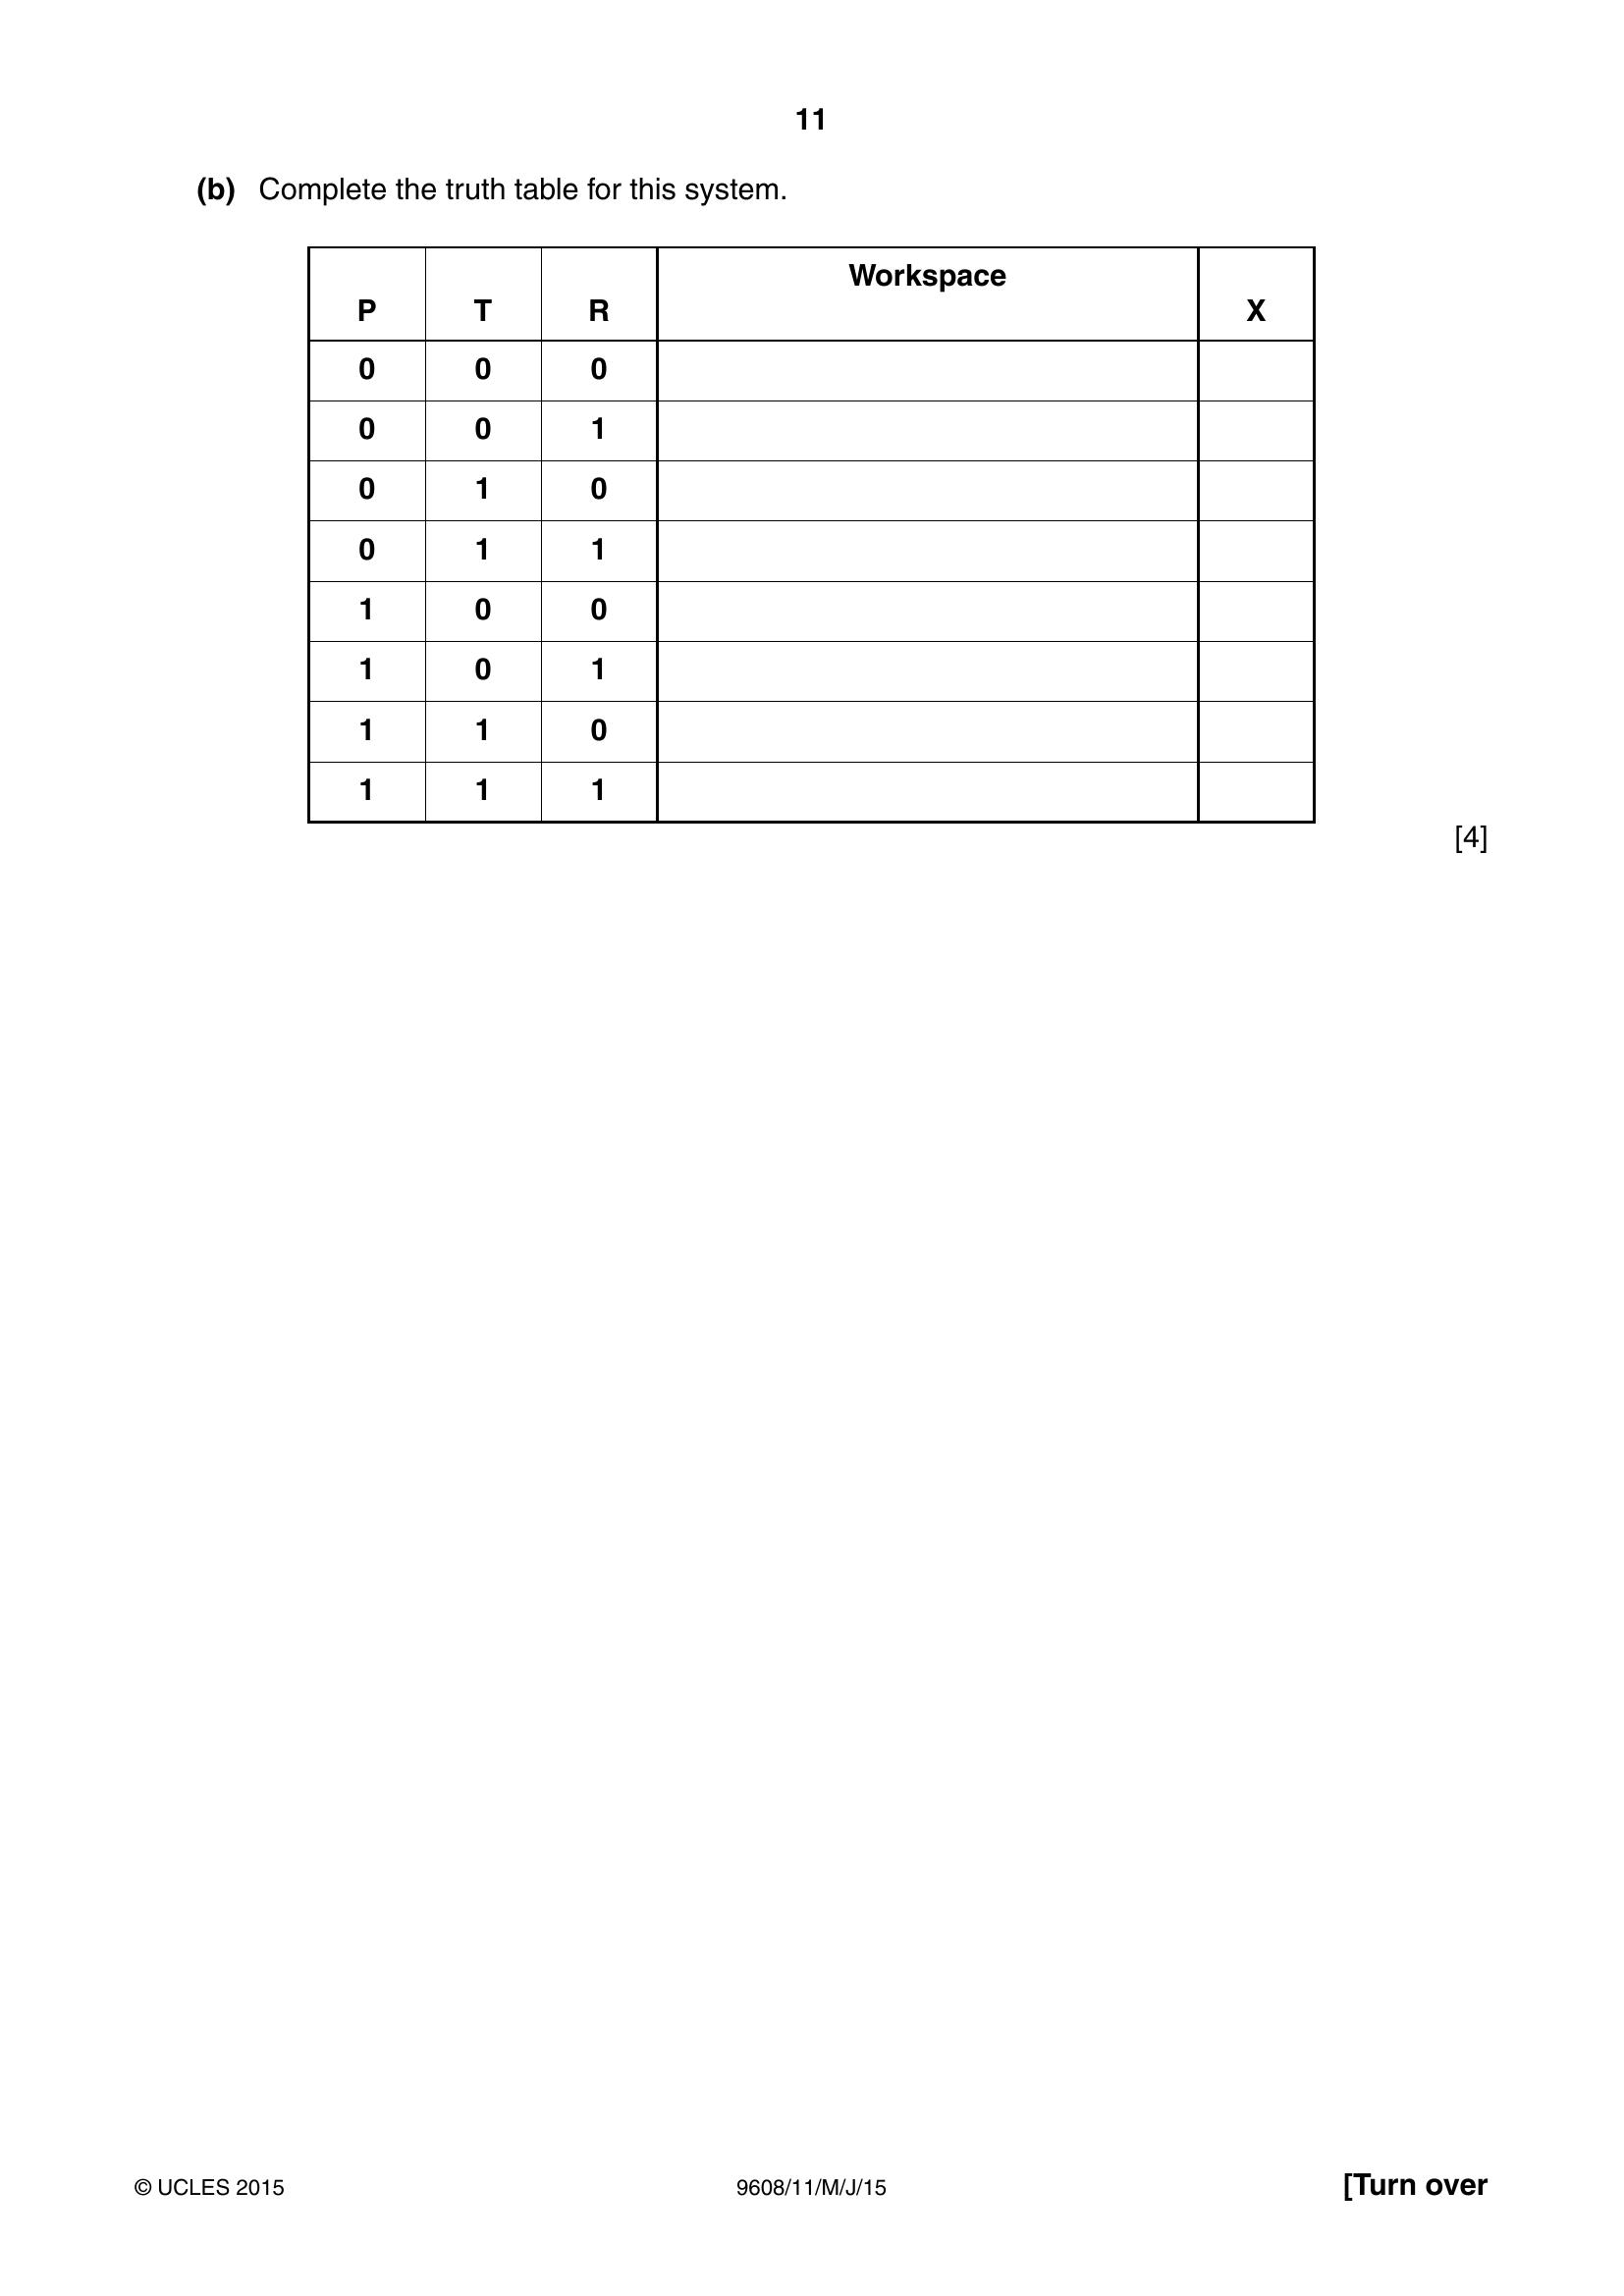 11
(b) Complete the truth table for this system.
P T R Workspace X
0 0 0
0 0 1
0 1 0
0 1 1
1 0 0
1 0 1
1 1 0
1 1 1
[4]
© UCLES 2015 9608/11/M/J/15 [Turn over